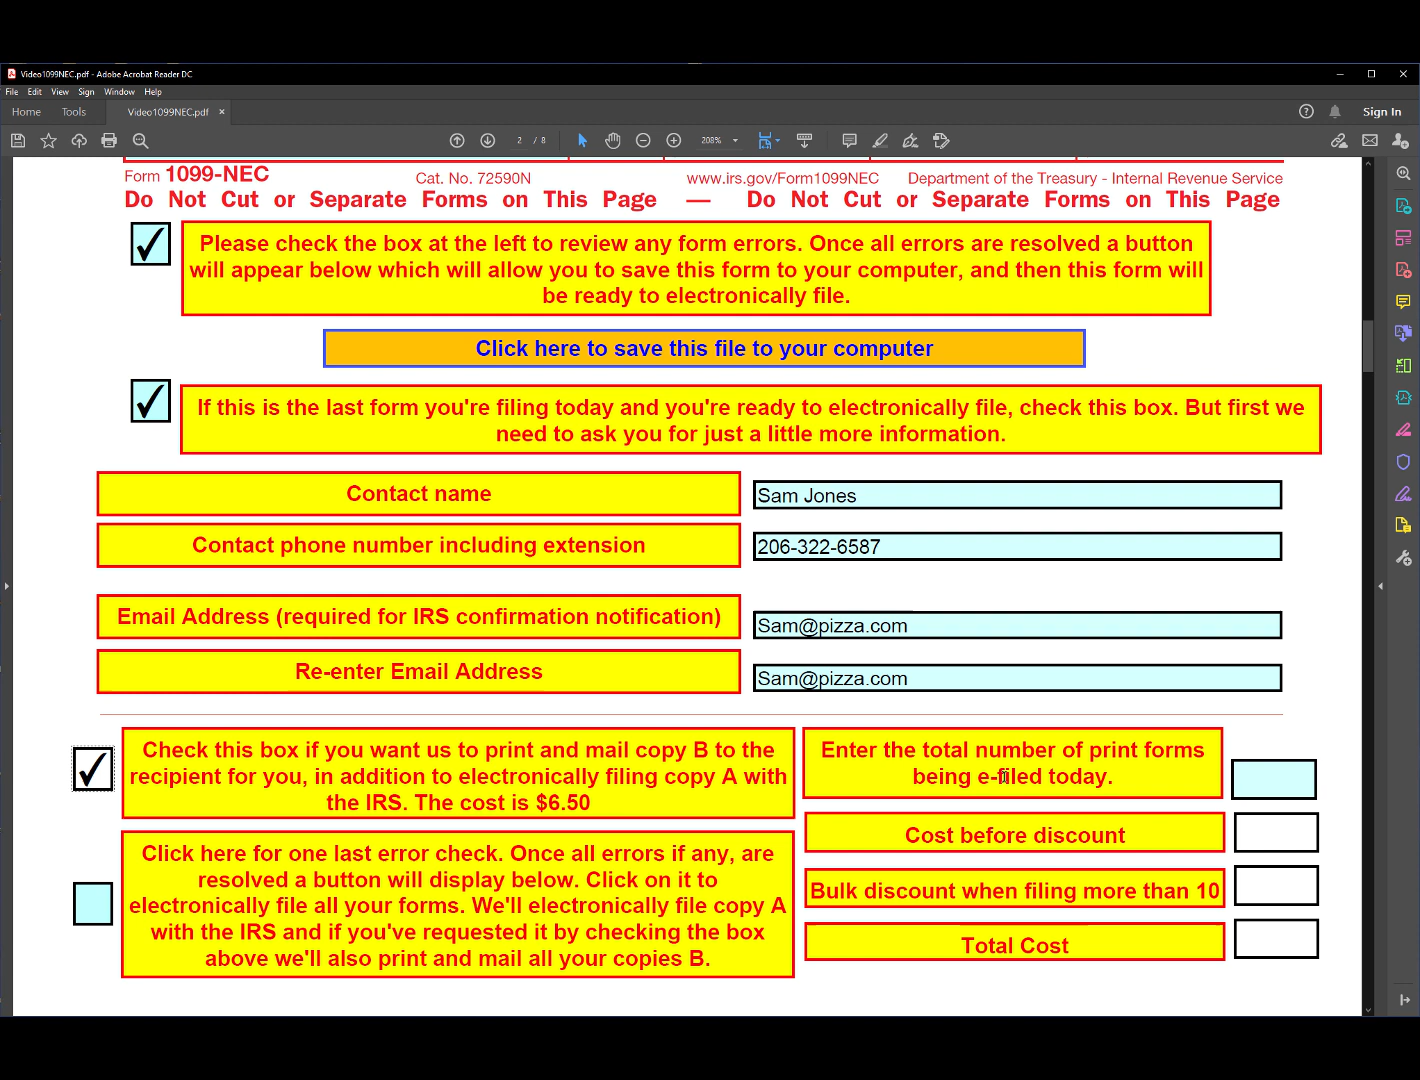 Video1099NEC.pdf - Adobe Acrobat Reader DC
File Edit View Sign Window Help
Home Tools Video1099NEC.pdf × Sign In
2 / 8 208%
Form 1099-NEC Cat. No. 72590N www.irs.gov/Form1099NEC Department of the Treasury - Internal Revenue Service
Do Not Cut or Separate Forms on This Page — Do Not Cut or Separate Forms on This Page
Please check the box at the left to review any form errors. Once all errors are resolved a button
will appear below which will allow you to save this form to your computer, and then this form will
be ready to electronically file.
Click here to save this file to your computer
If this is the last form you're filing today and you're ready to electronically file, check this box. But first we
need to ask you for just a little more information.
Contact name
Sam Jones
Contact phone number including extension
206-322-6587
Email Address (required for IRS confirmation notification)
Sam@pizza.com
Re-enter Email Address
Sam@pizza.com
Check this box if you want us to print and mail copy B to the
recipient for you, in addition to electronically filing copy A with
the IRS. The cost is $6.50
Enter the total number of print forms
being e-filed today.
Cost before discount
Click here for one last error check. Once all errors if any, are
resolved a button will display below. Click on it to
electronically file all your forms. We'll electronically file copy A
with the IRS and if you've requested it by checking the box
above we'll also print and mail all your copies B.
Bulk discount when filing more than 10
Total Cost